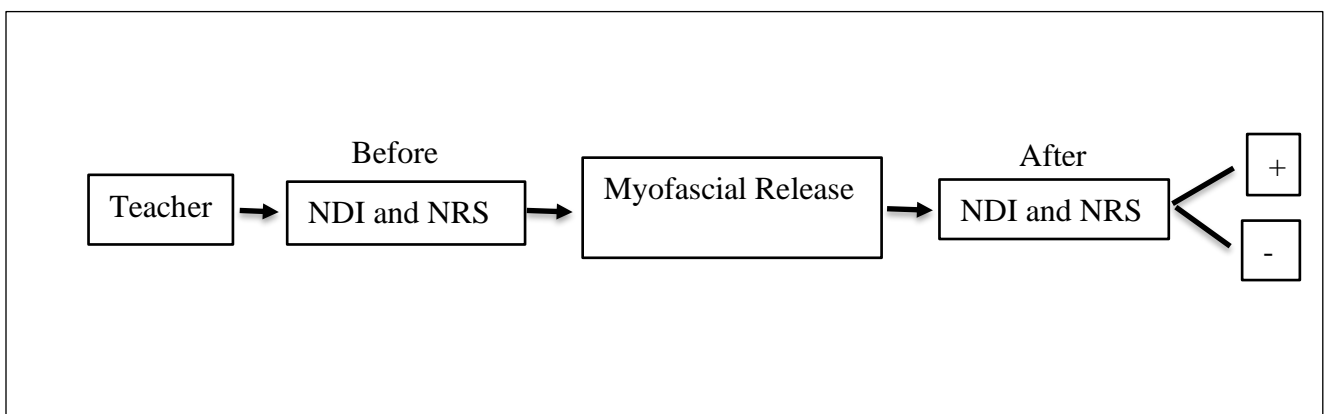 Teacher
Before
NDI and NRS
Myofascial Release
After
NDI and NRS
+
-